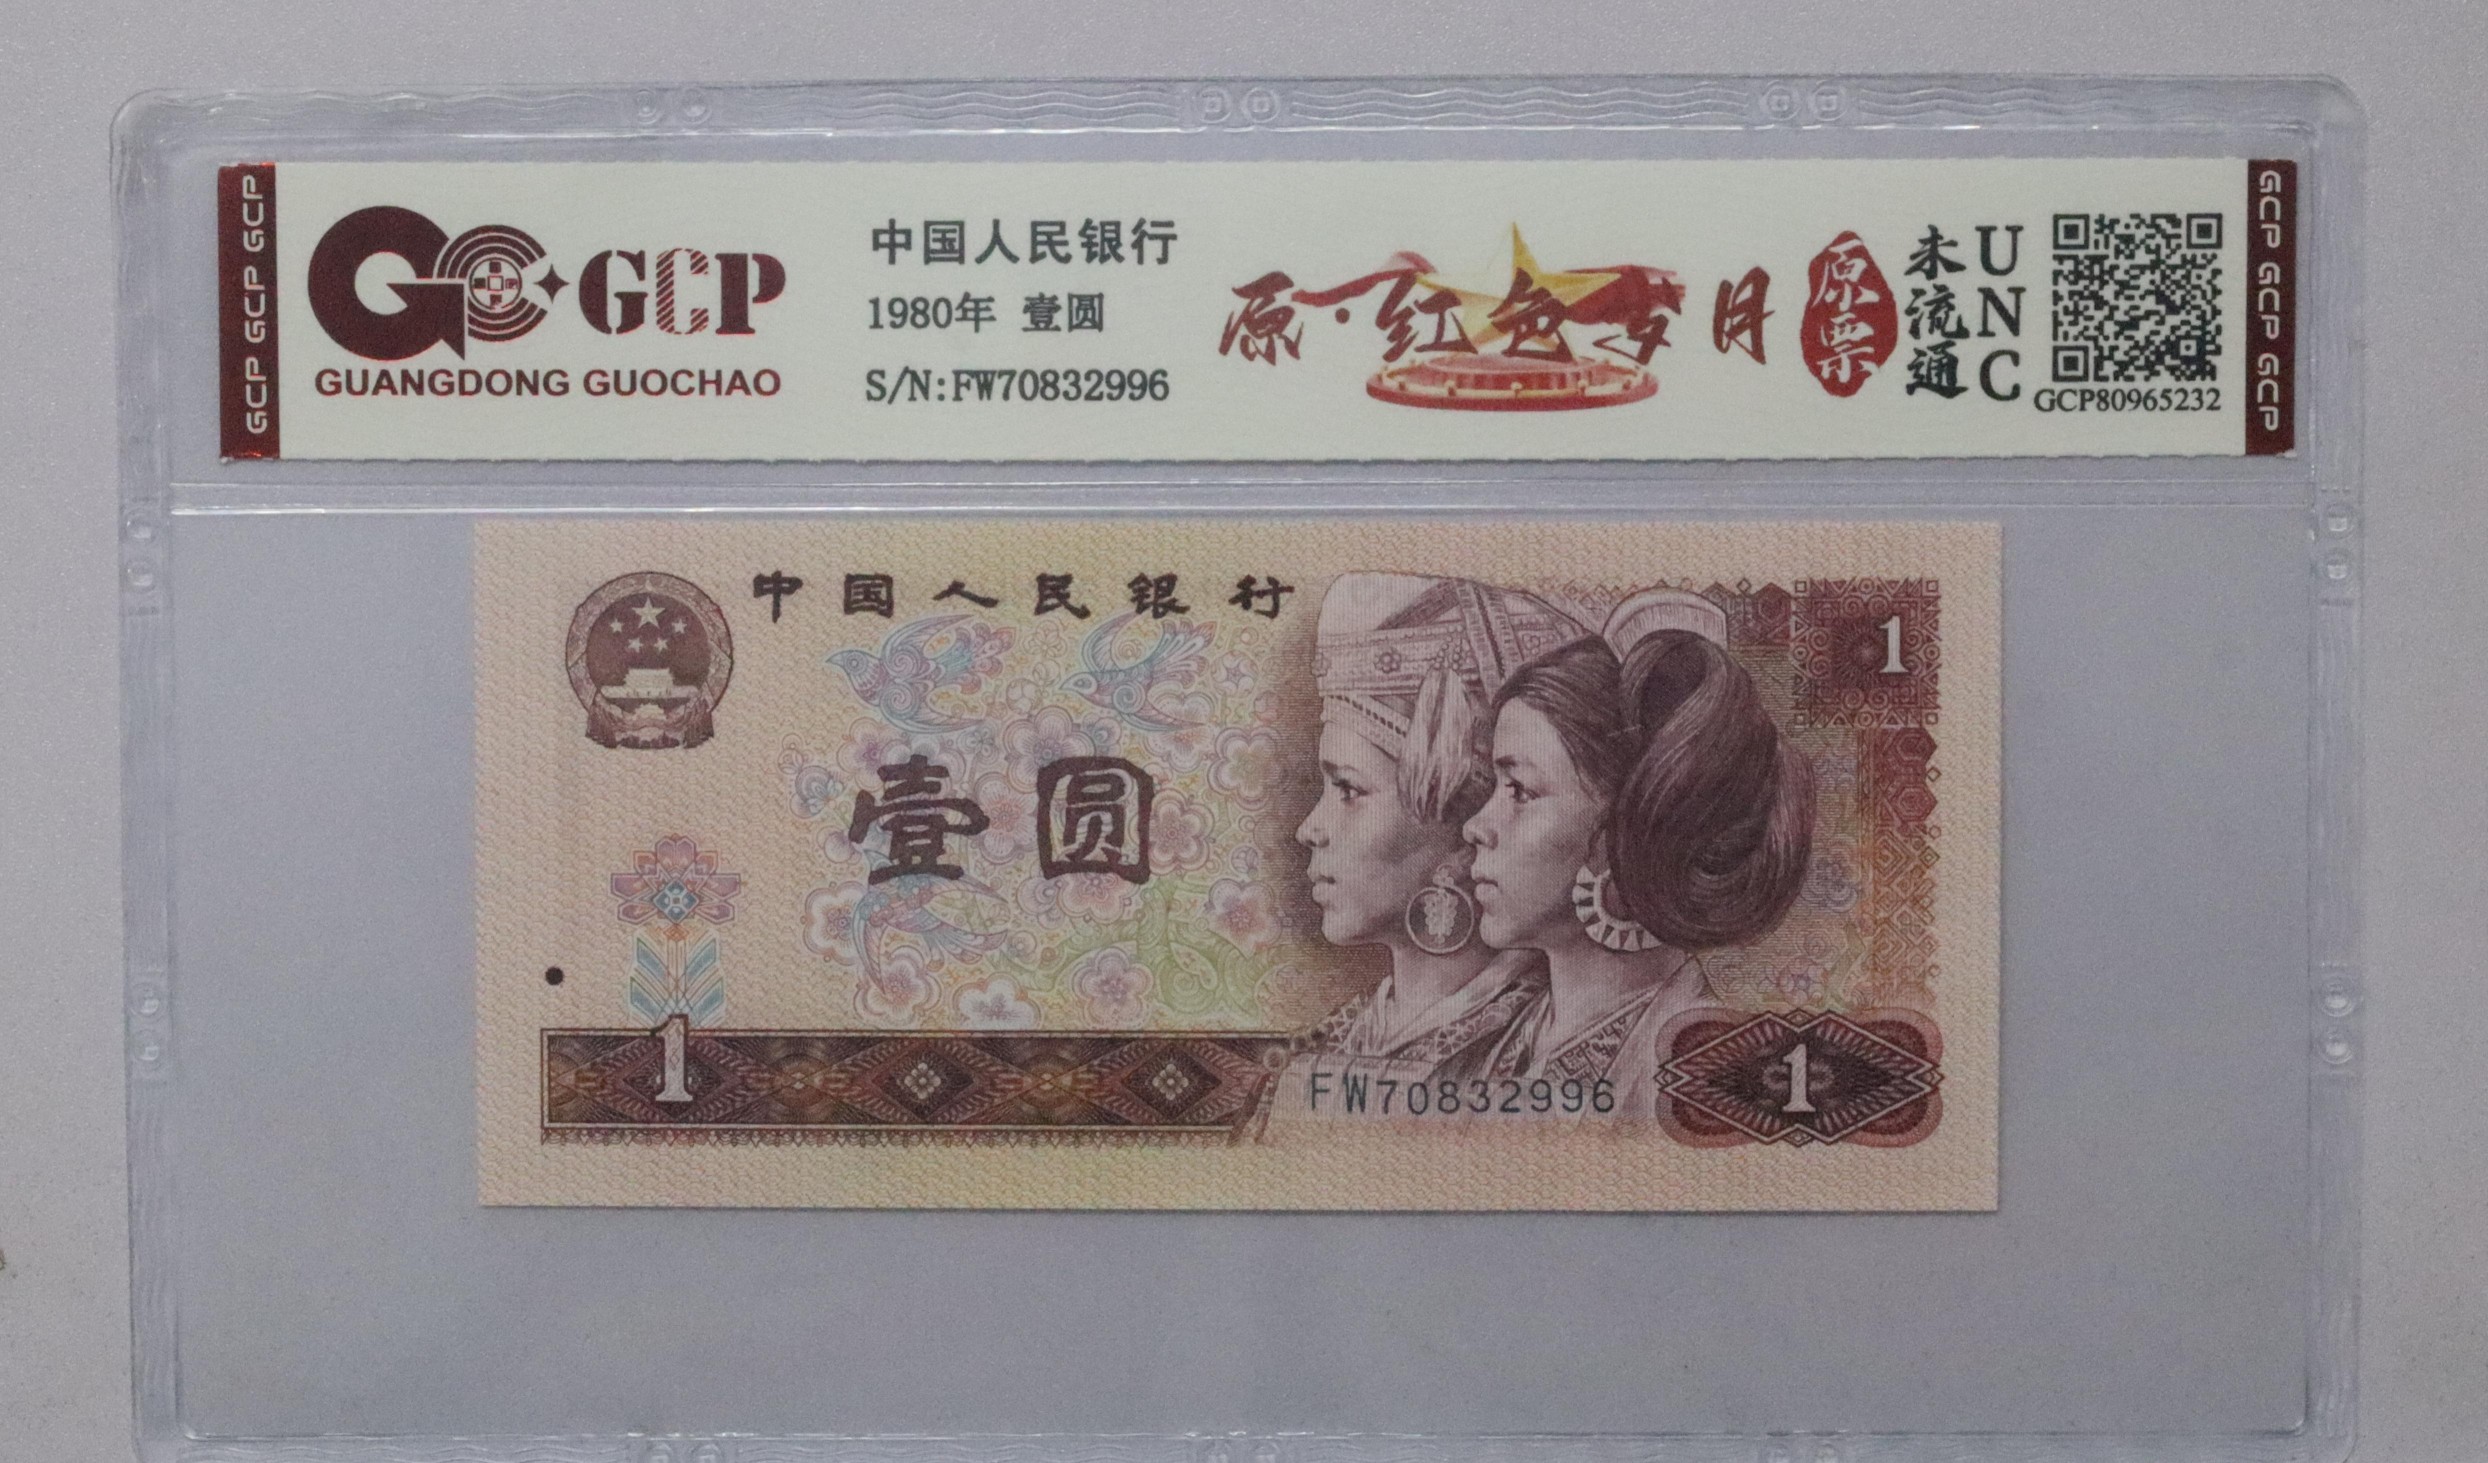 GCP GCP GCP
GCP
GUANGDONG GUOCHAO
中国人民银行
1980年 壹圆
S/N:FW70832996
原·红色岁月
原票
未流通
UNC
GCP80965232
GCP GCP GCP
中国人民银行
1
壹圆
1
FW70832996
1